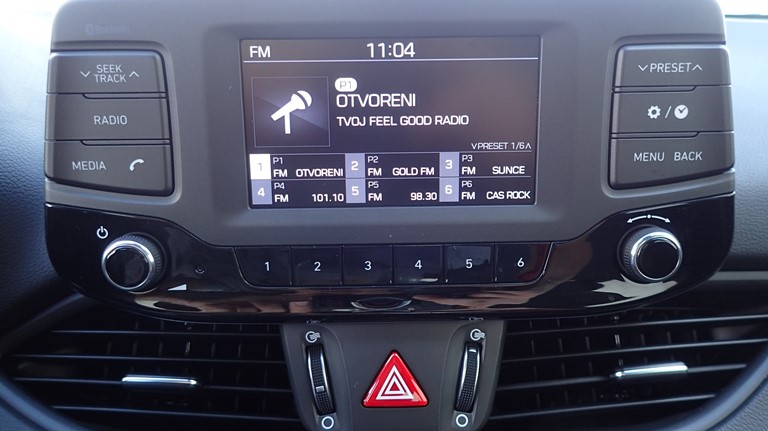 Bluetooth
SEEK
TRACK
RADIO
MEDIA
FM
11:04
P1
OTVORENI
TVOJ FEEL GOOD RADIO
PRESET 1/6
1 P1 FM OTVORENI
2 P2 FM GOLD FM
3 P3 FM SUNCE
4 P4 FM 101.10
5 P5 FM 98.30
6 P6 FM CAS ROCK
PRESET
/
MENU BACK
1 2 3 4 5 6